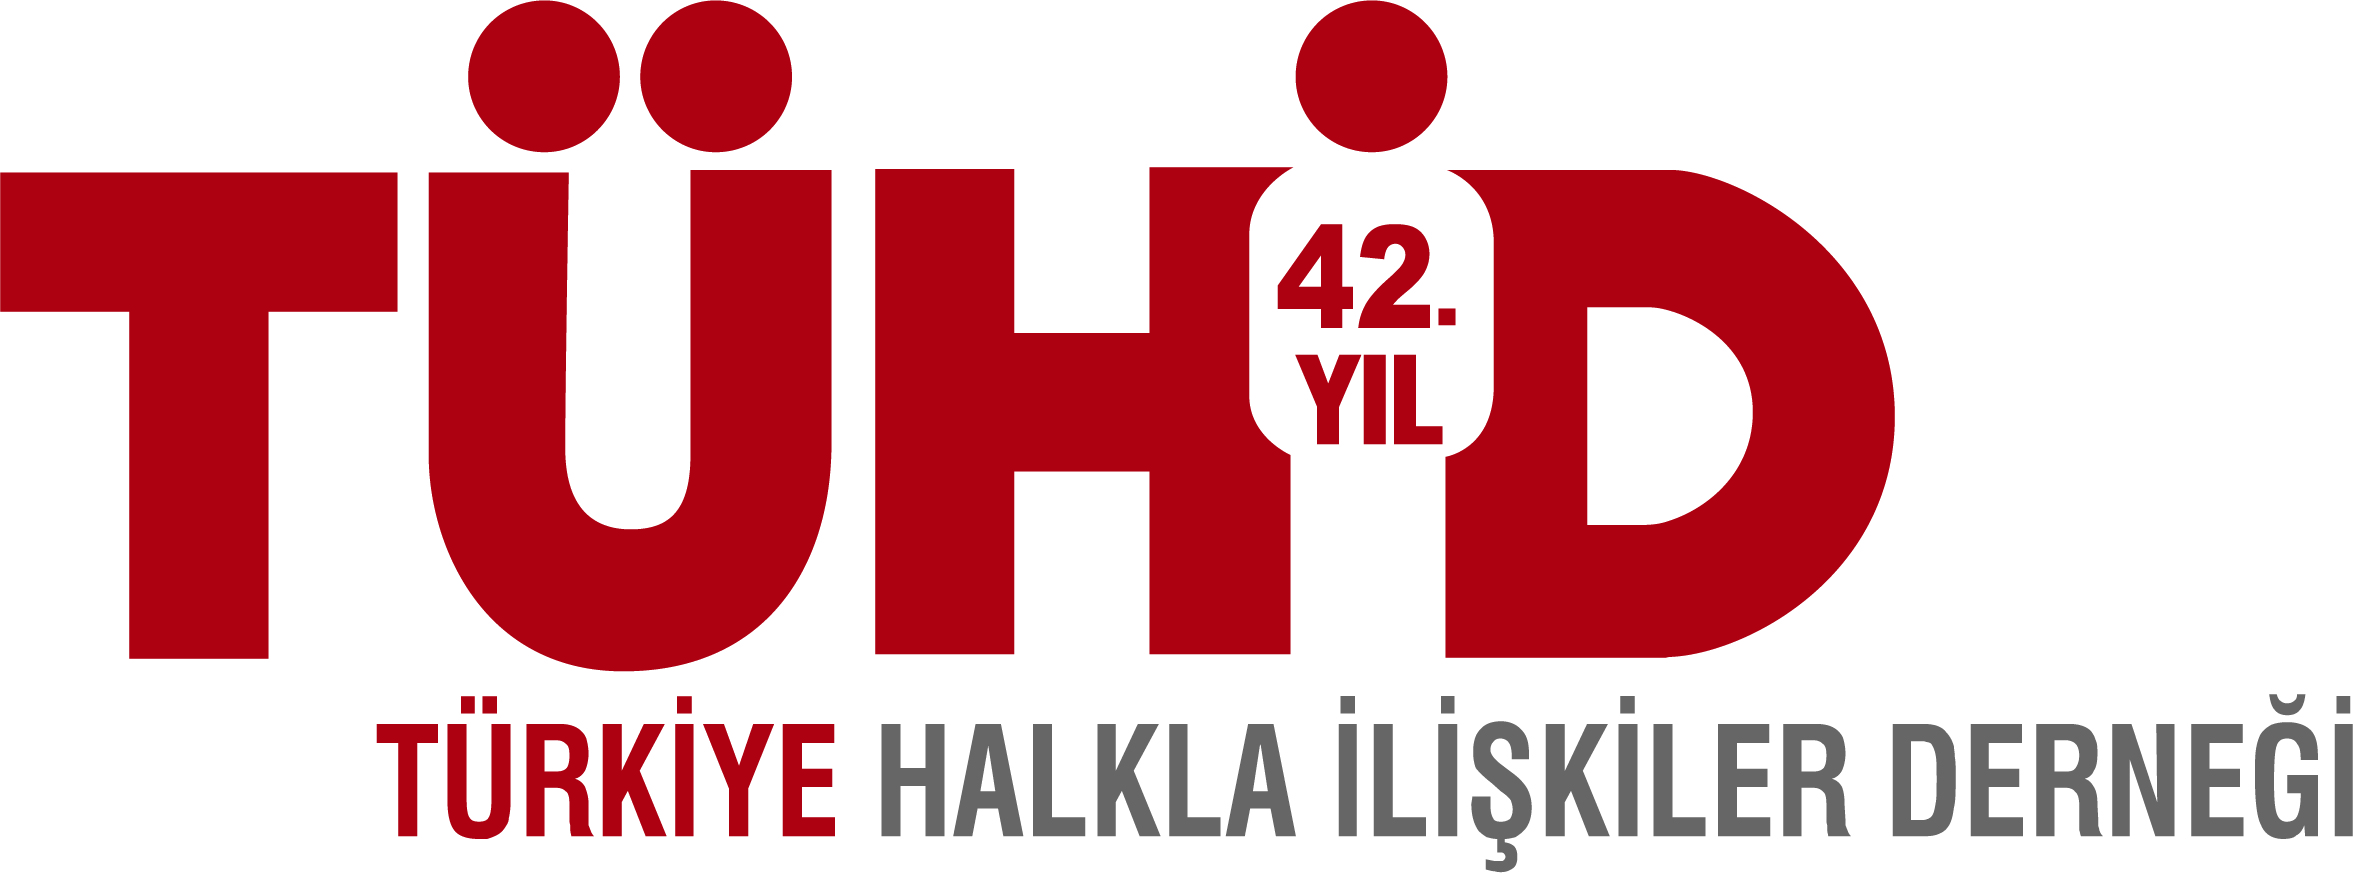 TÜHİD
42.
YIL
TÜRKİYE HALKLA İLİŞKİLER DERNEĞİ